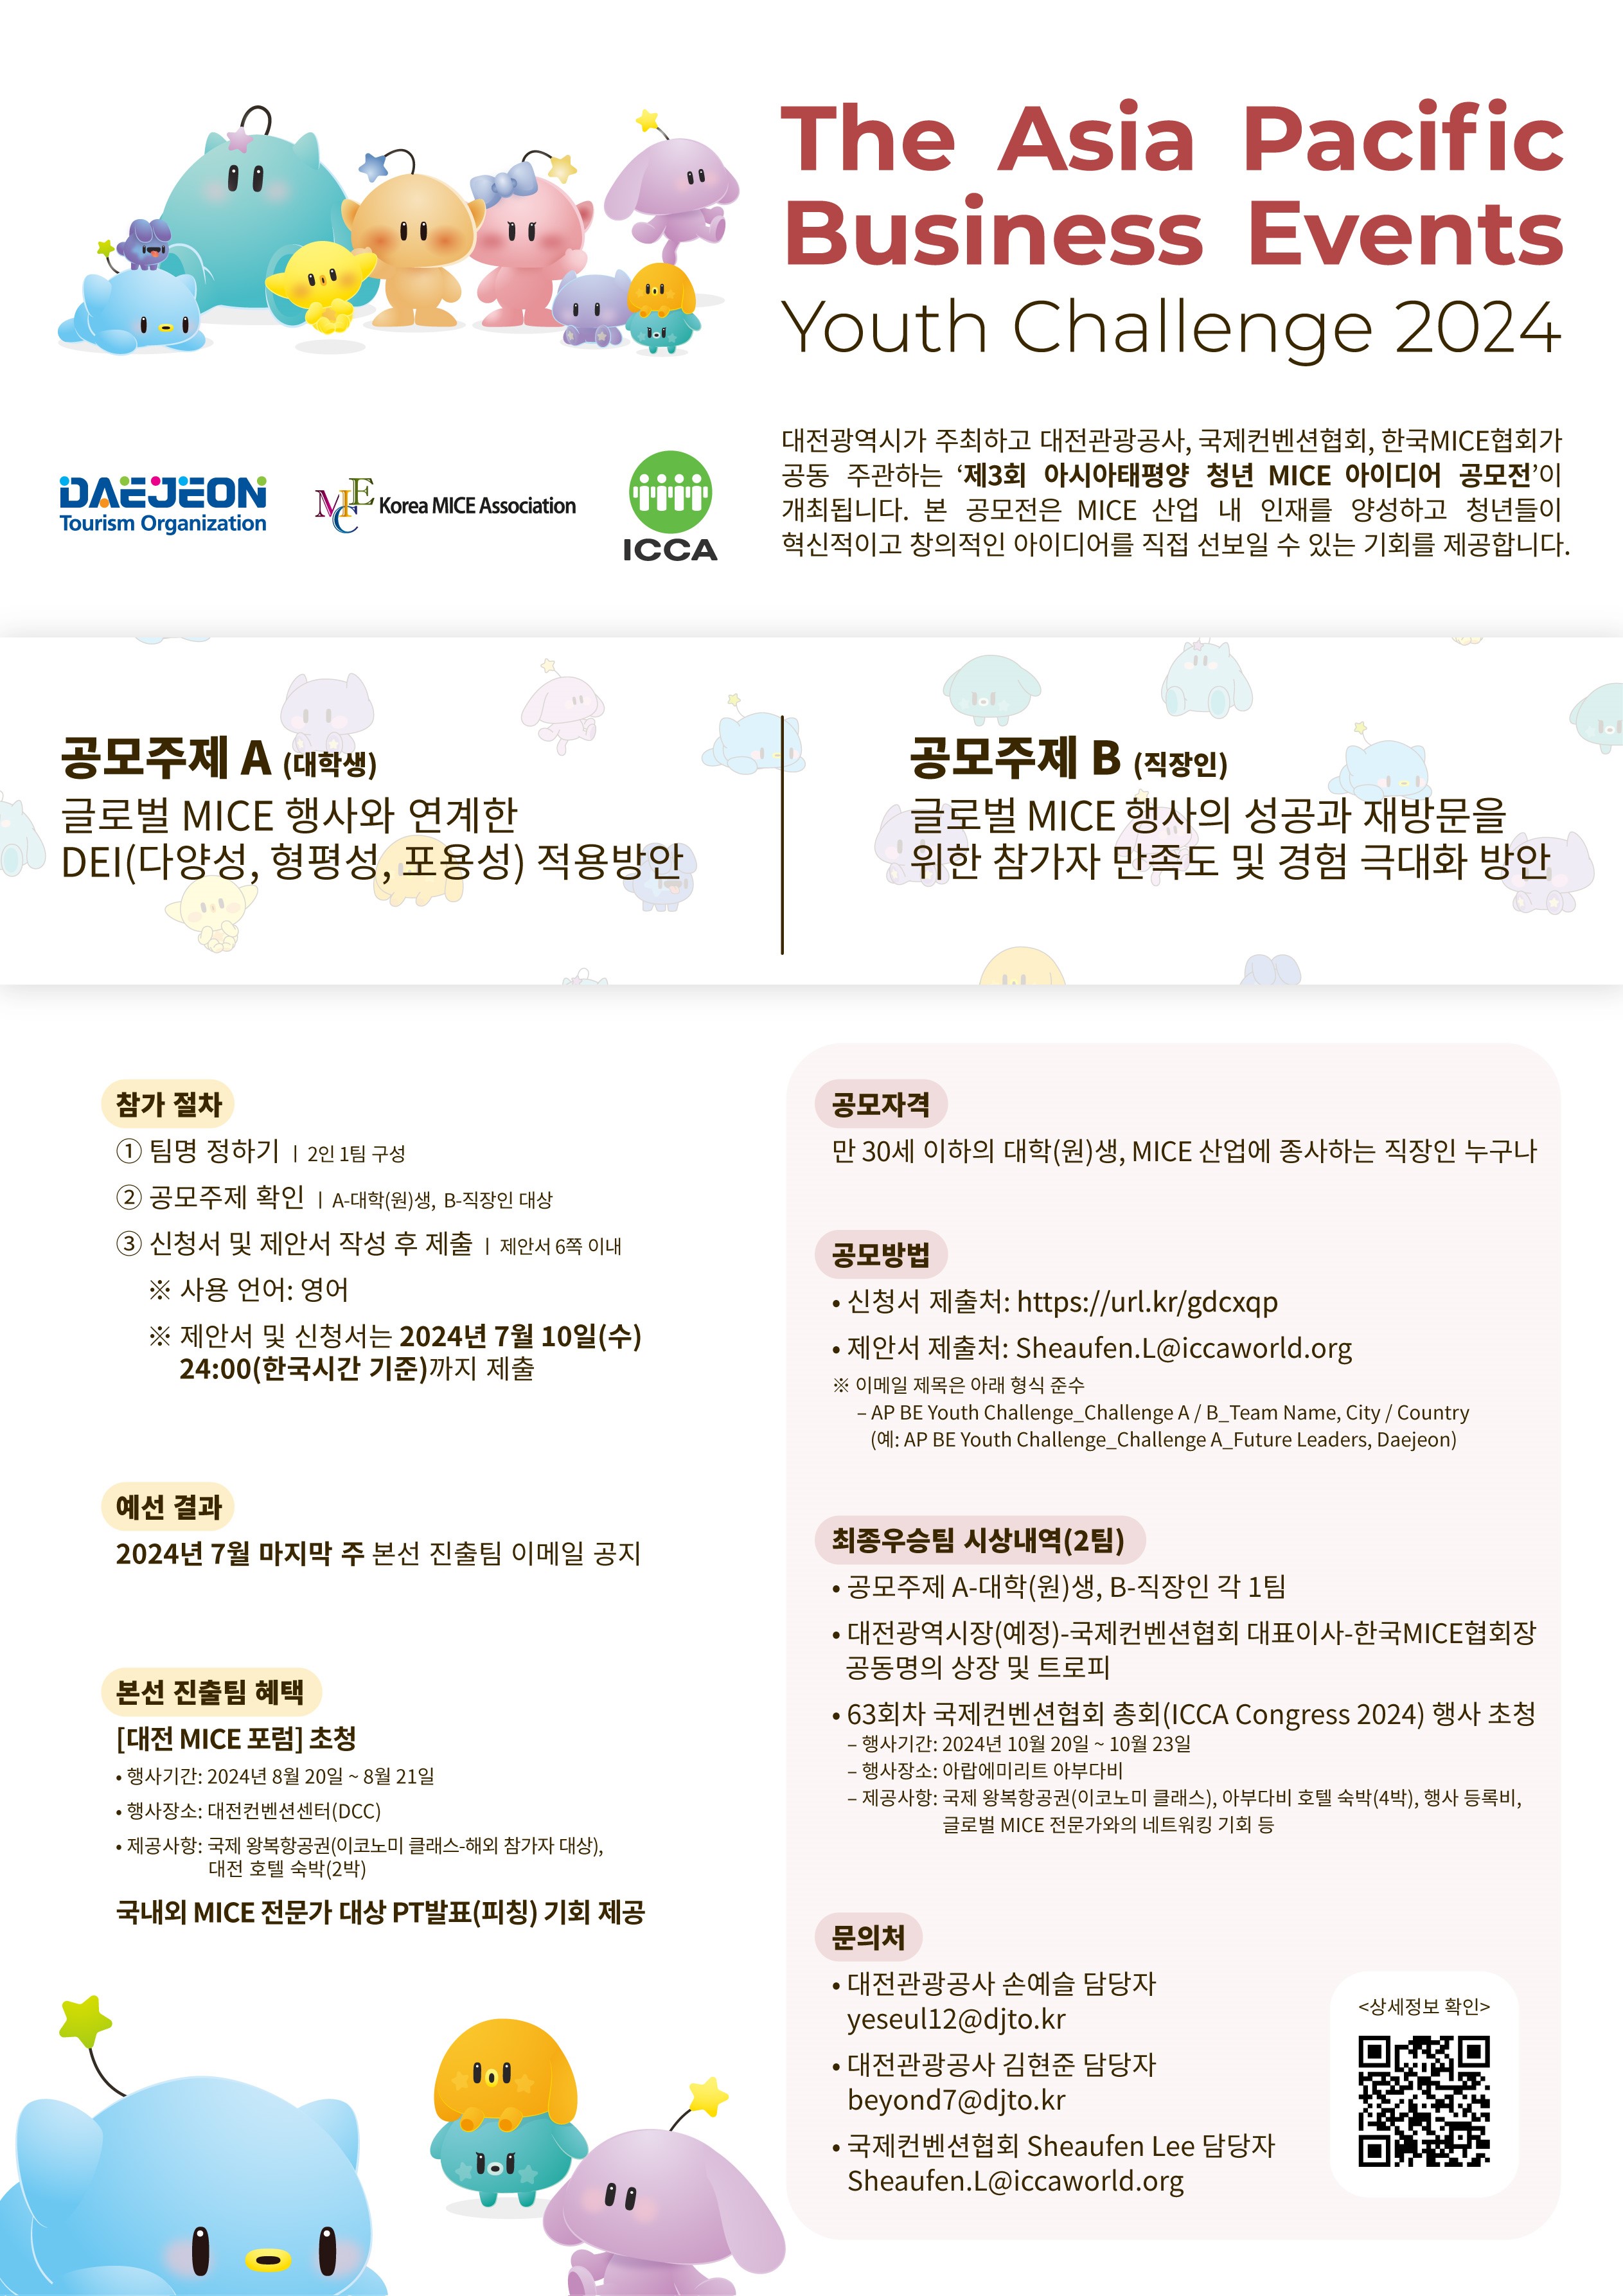 The Asia Pacific
Business Events
Youth Challenge 2024
DAEJEON
Tourism Organization
MICE
Korea MICE Association
ICCA
대전광역시가 주최하고 대전관광공사, 국제컨벤션협회, 한국MICE협회가
공동 주관하는 ‘제3회 아시아태평양 청년 MICE 아이디어 공모전’이
개최됩니다. 본 공모전은 MICE 산업 내 인재를 양성하고 청년들이
혁신적이고 창의적인 아이디어를 직접 선보일 수 있는 기회를 제공합니다.
공모주제 A (대학생)
글로벌 MICE 행사와 연계한
DEI(다양성, 형평성, 포용성) 적용방안
공모주제 B (직장인)
글로벌 MICE 행사의 성공과 재방문을
위한 참가자 만족도 및 경험 극대화 방안
참가 절차
① 팀명 정하기 ㅣ 2인 1팀 구성
② 공모주제 확인 ㅣ A-대학(원)생, B-직장인 대상
③ 신청서 및 제안서 작성 후 제출 ㅣ 제안서 6쪽 이내
※ 사용 언어: 영어
※ 제안서 및 신청서는 2024년 7월 10일(수)
24:00(한국시간 기준)까지 제출
예선 결과
2024년 7월 마지막 주 본선 진출팀 이메일 공지
본선 진출팀 혜택
[대전 MICE 포럼] 초청
• 행사기간: 2024년 8월 20일 ~ 8월 21일
• 행사장소: 대전컨벤션센터(DCC)
• 제공사항: 국제 왕복항공권(이코노미 클래스-해외 참가자 대상),
대전 호텔 숙박(2박)
국내외 MICE 전문가 대상 PT발표(피칭) 기회 제공
공모자격
만 30세 이하의 대학(원)생, MICE 산업에 종사하는 직장인 누구나
공모방법
• 신청서 제출처: https://url.kr/gdcxqp
• 제안서 제출처: Sheaufen.L@iccaworld.org
※ 이메일 제목은 아래 형식 준수
– AP BE Youth Challenge_Challenge A / B_Team Name, City / Country
(예: AP BE Youth Challenge_Challenge A_Future Leaders, Daejeon)
최종우승팀 시상내역(2팀)
• 공모주제 A-대학(원)생, B-직장인 각 1팀
• 대전광역시장(예정)-국제컨벤션협회 대표이사-한국MICE협회장
공동명의 상장 및 트로피
• 63회차 국제컨벤션협회 총회(ICCA Congress 2024) 행사 초청
– 행사기간: 2024년 10월 20일 ~ 10월 23일
– 행사장소: 아랍에미리트 아부다비
– 제공사항: 국제 왕복항공권(이코노미 클래스), 아부다비 호텔 숙박(4박), 행사 등록비,
글로벌 MICE 전문가와의 네트워킹 기회 등
문의처
• 대전관광공사 손예슬 담당자
yeseul12@djto.kr
• 대전관광공사 김현준 담당자
beyond7@djto.kr
• 국제컨벤션협회 Sheaufen Lee 담당자
Sheaufen.L@iccaworld.org
<상세정보 확인>